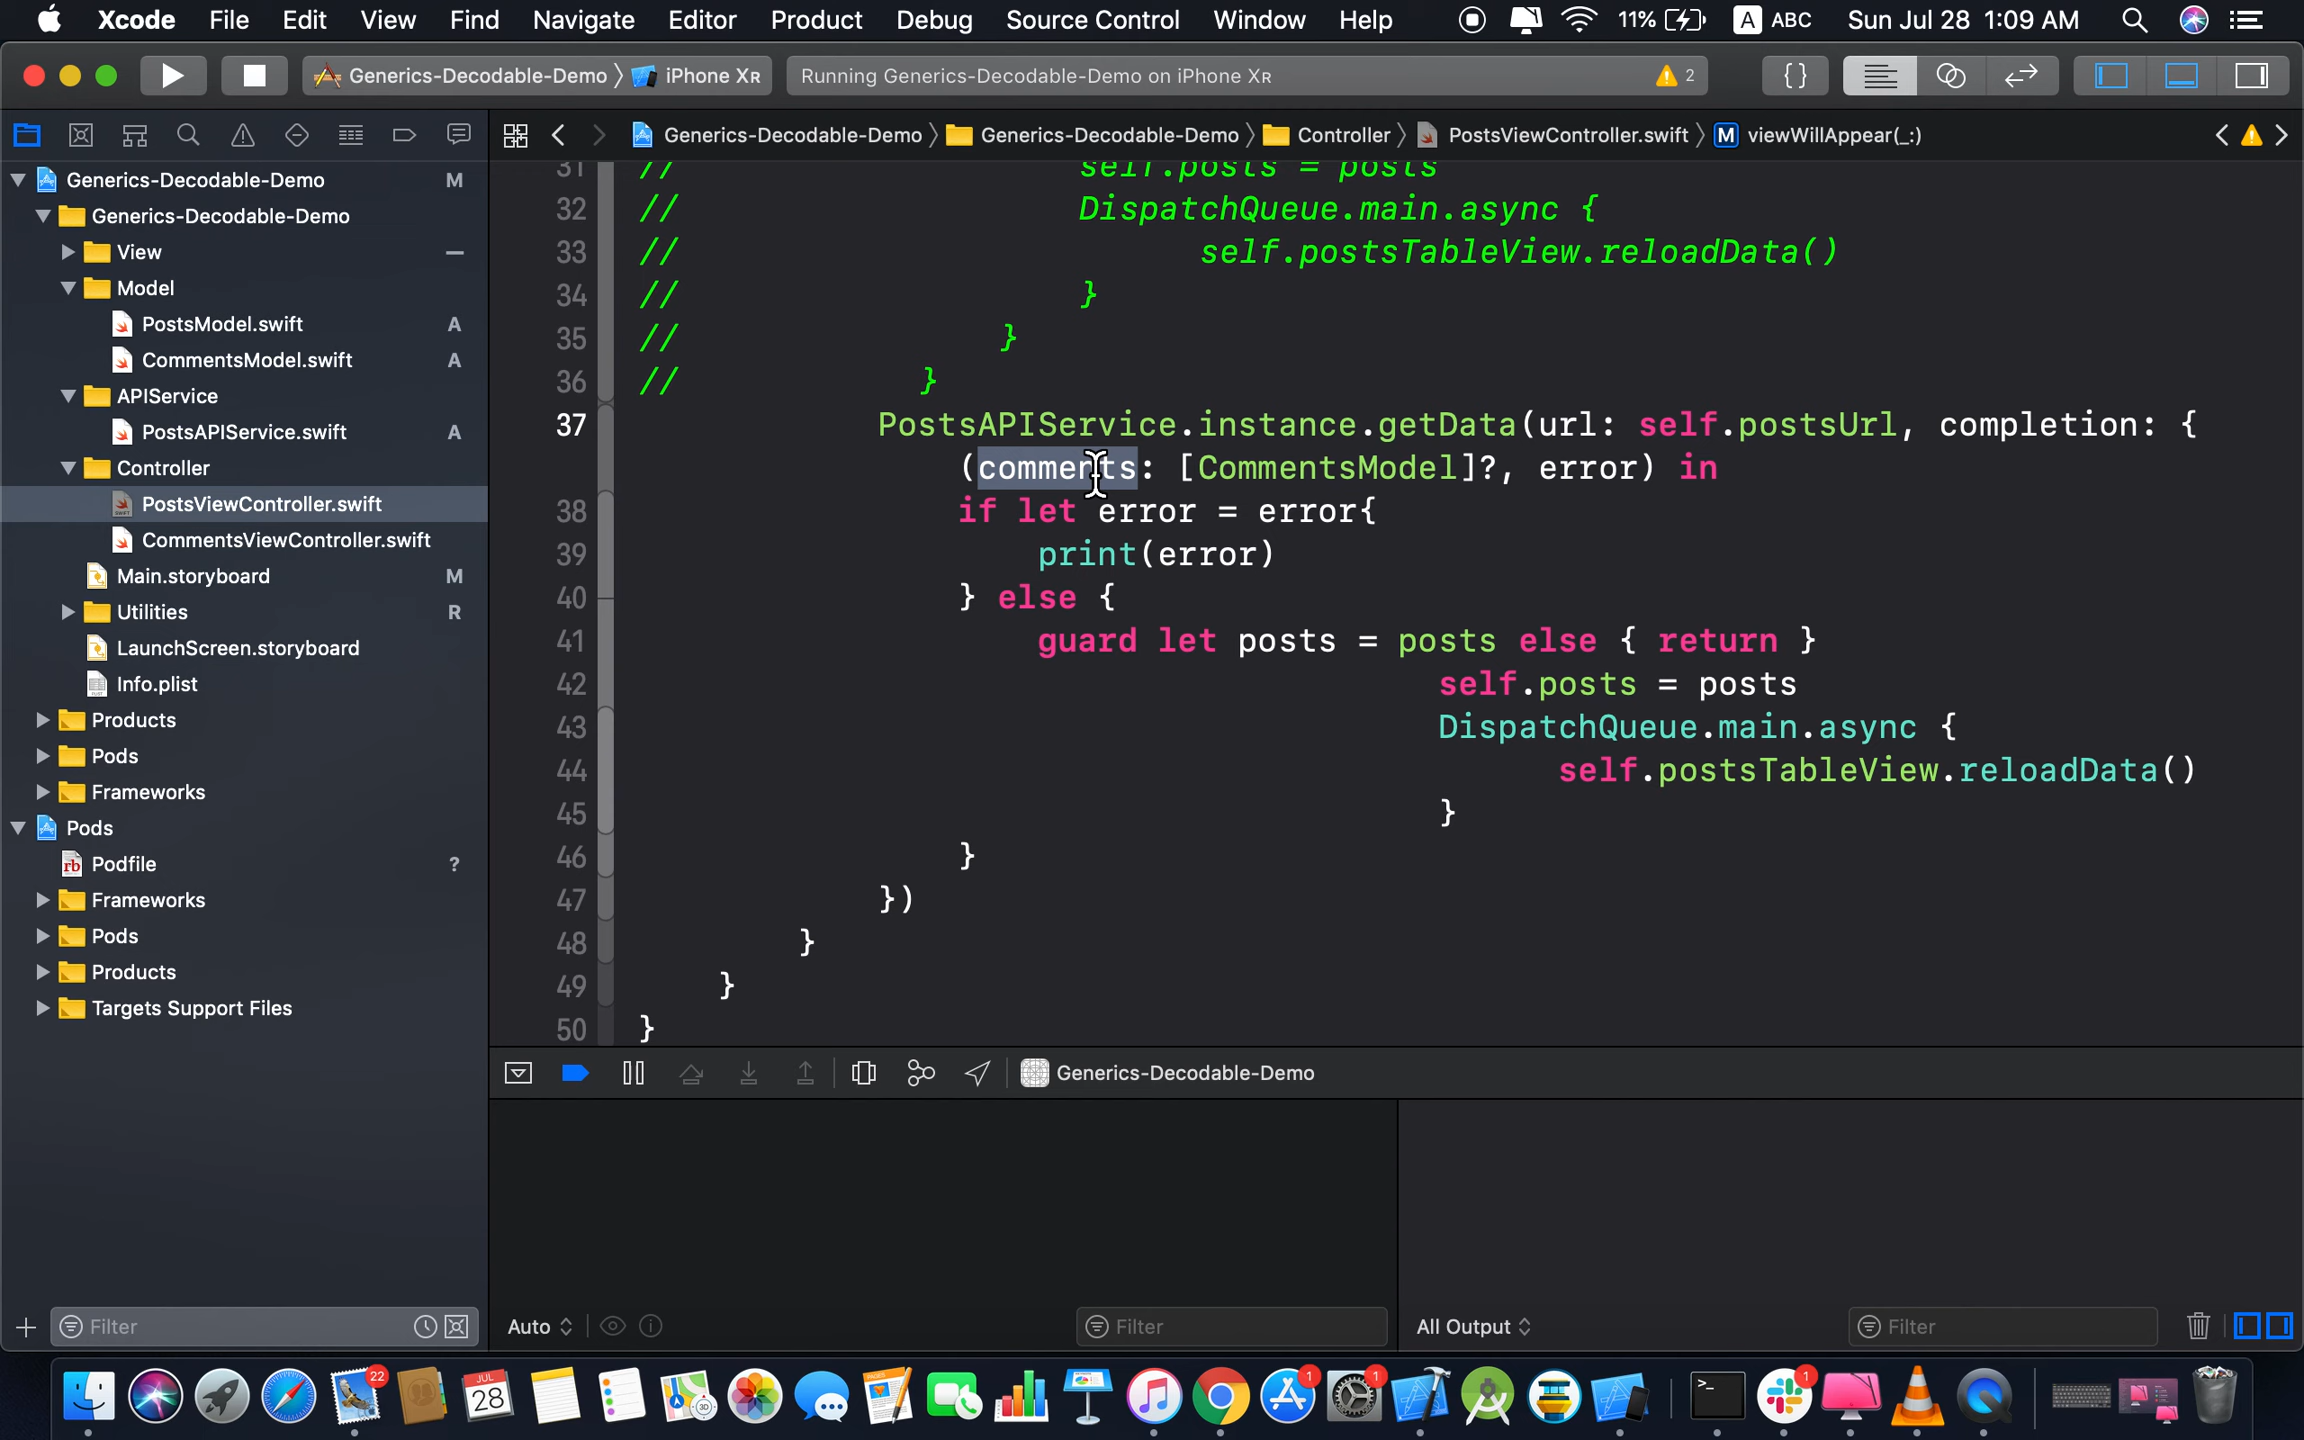 Xcode File Edit View Find Navigate Editor Product Debug Source Control Window Help 11% A ABC Sun Jul 28 1:09 AM
Generics-Decodable-Demo iPhone XR Running Generics-Decodable-Demo on iPhone XR 2 {}
Generics-Decodable-Demo Generics-Decodable-Demo Controller PostsViewController.swift M viewWillAppear(_:)
Generics-Decodable-Demo M
Generics-Decodable-Demo
View
Model
PostsModel.swift A
CommentsModel.swift A
APIService
PostsAPIService.swift A
Controller
PostsViewController.swift
CommentsViewController.swift
Main.storyboard M
Utilities R
LaunchScreen.storyboard
Info.plist
Products
Pods
Frameworks
Pods
rb Podfile ?
Frameworks
Pods
Products
Targets Support Files
Filter
31 // self.posts = posts
32 // DispatchQueue.main.async {
33 // self.postsTableView.reloadData()
34 // }
35 // }
36 // }
37 PostsAPIService.instance.getData(url: self.postsUrl, completion: {
(comments: [CommentsModel]?, error) in
38 if let error = error{
39 print(error)
40 } else {
41 guard let posts = posts else { return }
42 self.posts = posts
43 DispatchQueue.main.async {
44 self.postsTableView.reloadData()
45 }
46 }
47 })
48 }
49 }
50 }
Generics-Decodable-Demo
Auto Filter All Output Filter
22 JUL 28 1 1 1